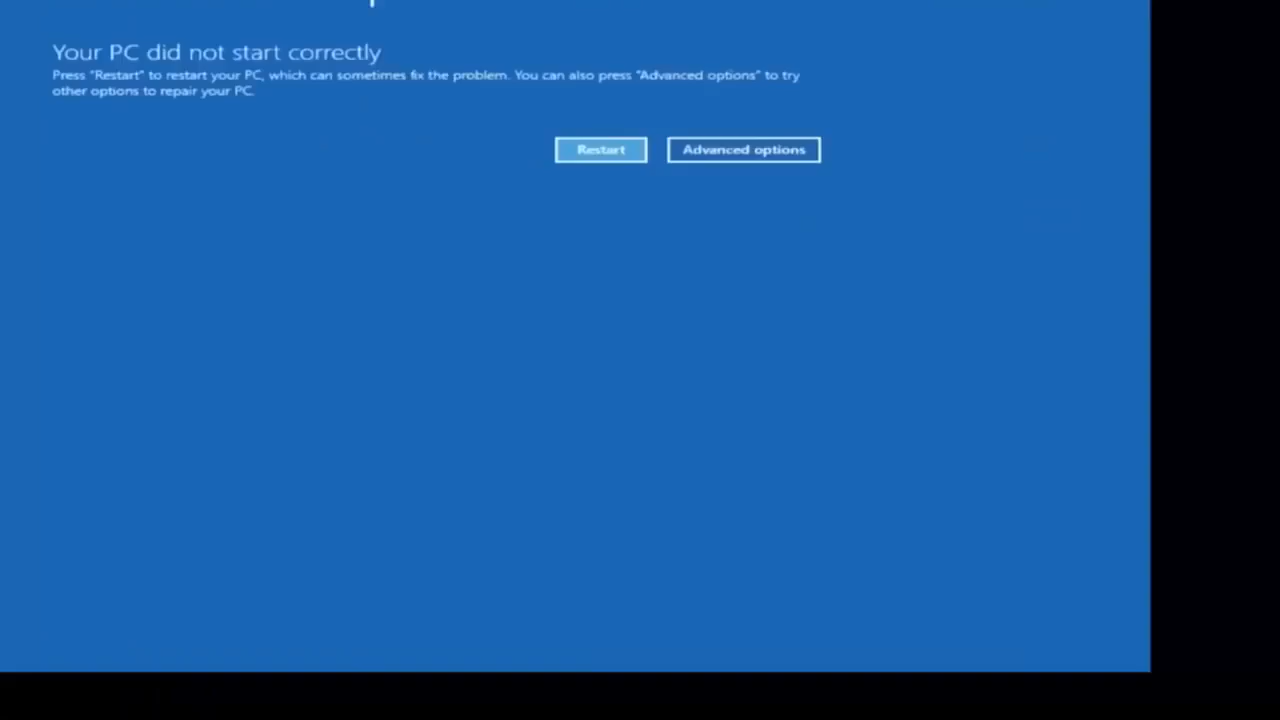 Your PC did not start correctly
Press "Restart" to restart your PC, which can sometimes fix the problem. You can also press "Advanced options" to try
other options to repair your PC.
Restart
Advanced options